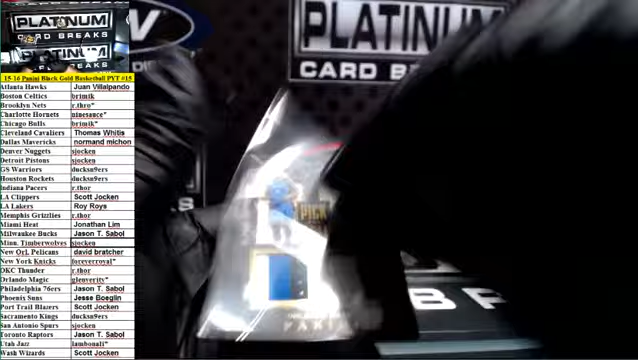 PLATINUM
CARD BREAKS
PLATINUM
CARD BREAKS
15-16 Panini Black Gold Basketball PYT #15
Atlanta Hawks Juan Villalpando
Boston Celtics brimik
Brooklyn Nets r.thro*
Charlotte Hornets ninesauce*
Chicago Bulls brimik*
Cleveland Cavaliers Thomas Whitis
Dallas Mavericks normand michon
Denver Nuggets sjocken
Detroit Pistons sjocken
GS Warriors ducksn9ers
Houston Rockets ducksn9ers
Indiana Pacers r.thor
LA Clippers Scott Jocken
LA Lakers Roy Roys
Memphis Grizzlies r.thor
Miami Heat Jonathan Lim
Milwaukee Bucks Jason T. Sabol
Minn. Timberwolves sjocken
New Orl. Pelicans david bratcher
New York Knicks foreverroyal*
OKC Thunder r.thor
Orlando Magic glenverity*
Philadelphia 76ers Jason T. Sabol
Phoenix Suns Jesse Boeglin
Port Trail Blazers Scott Jocken
Sacramento Kings ducksn9ers
San Antonio Spurs sjocken
Toronto Raptors Jason T. Sabol
Utah Jazz lambonali*
Wash Wizards Scott Jocken